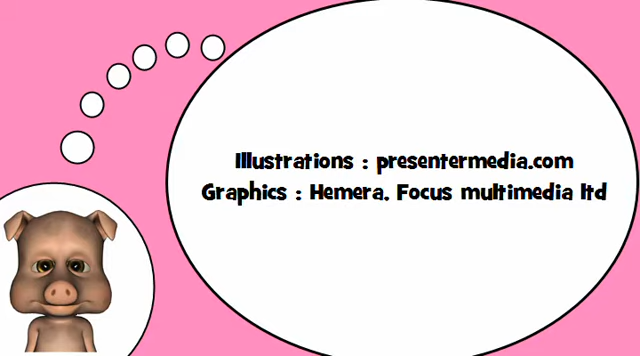 Illustrations : presentermedia.com
Graphics : Hemera. Focus multimedia ltd